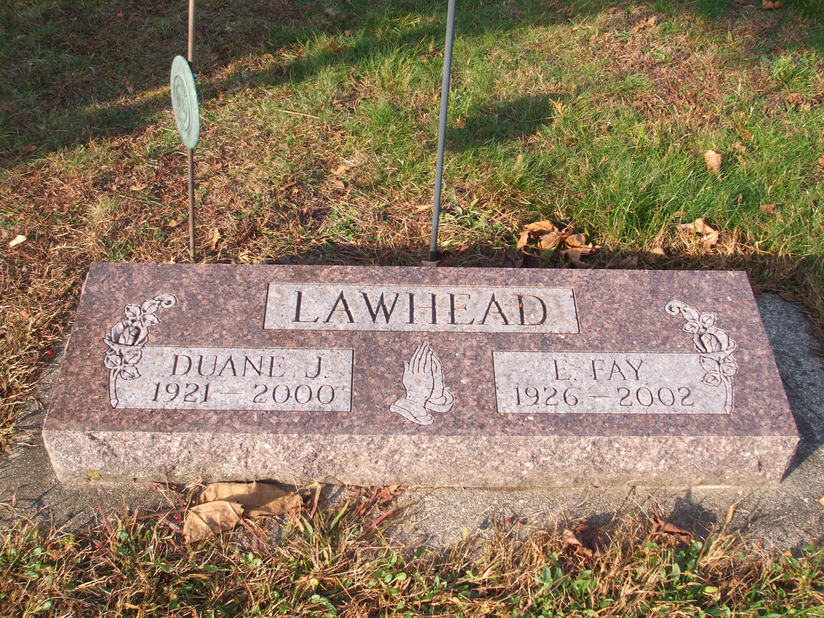 LAWHEAD
DUANE J.
1921 — 2000
E. FAY
1926 — 2002